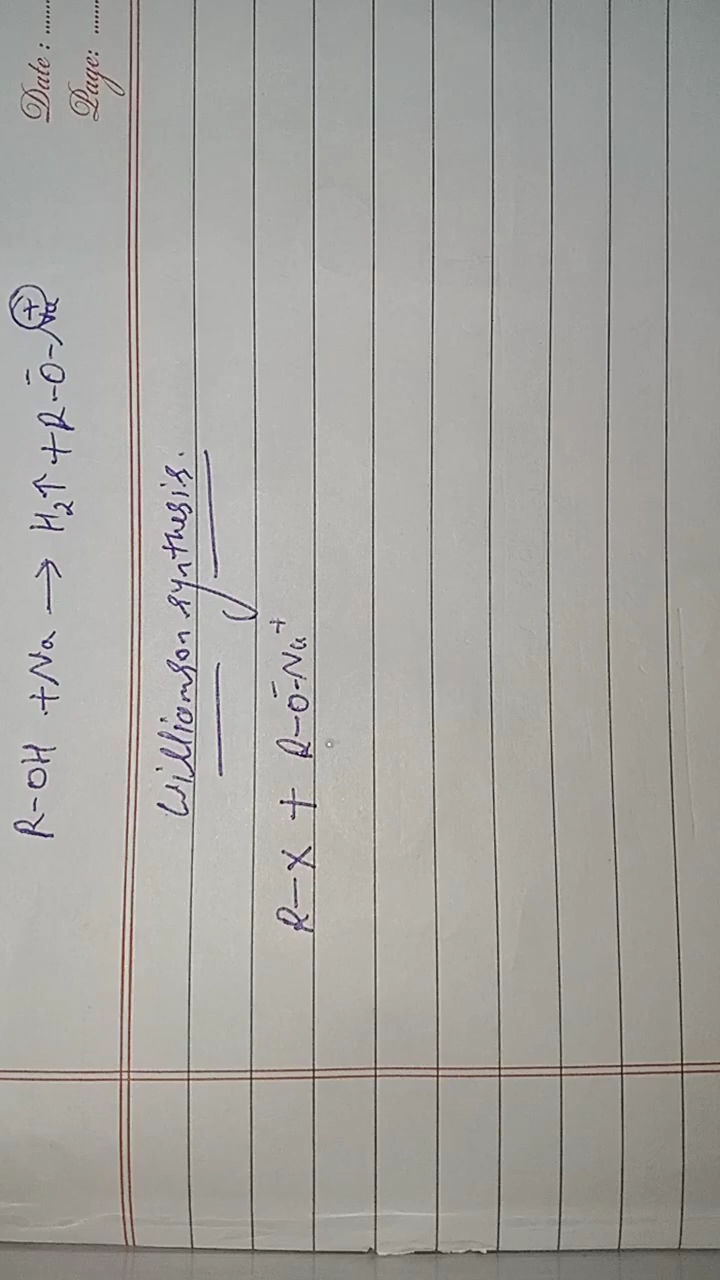 Date : ........
Page: ........
R-OH + Na → H₂↑ + R-Ō-Na⊕
Williamson synthesis.
R-X + R-Ō-Na⁺